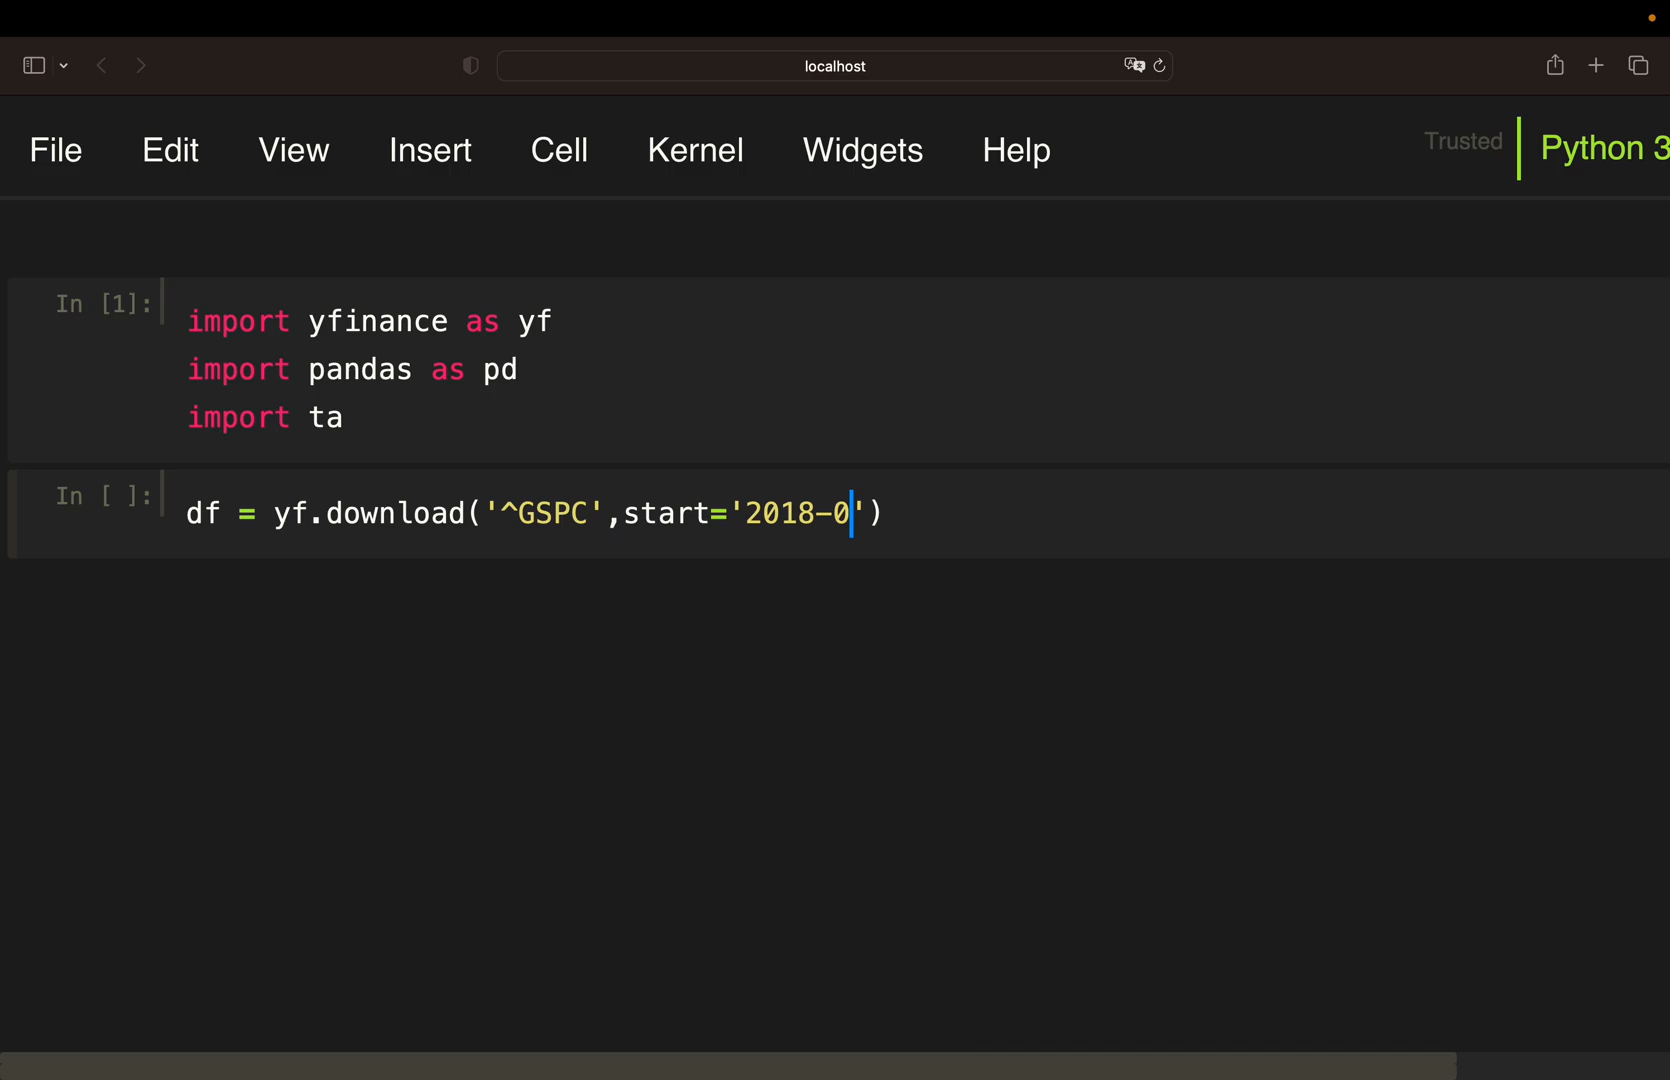 localhost
File Edit View Insert Cell Kernel Widgets Help Trusted Python 3
In [1]: import yfinance as yf
import pandas as pd
import ta
In [ ]: df = yf.download('^GSPC',start='2018-0')